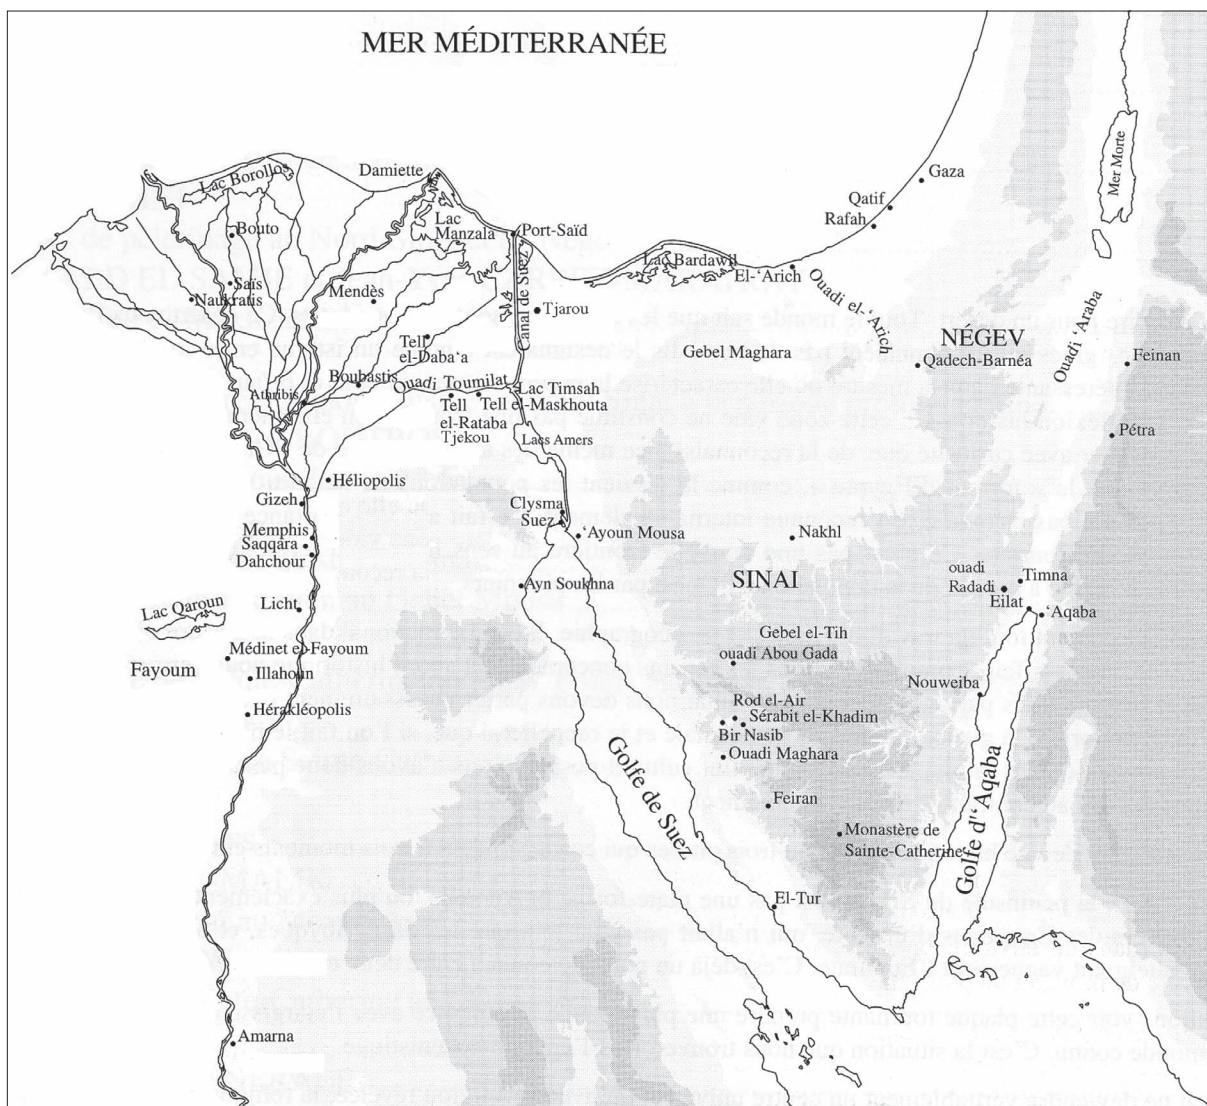 MER MÉDITERRANÉE
Mer Morte
Gaza
Qatif
Rafah
Damiette
Lac Borollos
Bouto
Lac
Manzala
Port-Saïd
Lac Bardawil
El-‘Arich
Ouadi el-‘Arich
Saïs
Naukratis
Mendès
Canal de Suez
Tjarou
Ouadi Araba
NÉGEV
Gebel Maghara
Qadech-Barnéa
Feinan
Tell
el-Daba‘a
Boubastis
Ouadi Toumilat
Lac Timsah
Athribis
Tell
el-Rataba
Tjekou
Tell el-Maskhouta
Lacs Amers
Pétra
Héliopolis
Gizeh
Clysma
Suez
‘Ayoun Mousa
Nakhl
Memphis
Saqqara
Dahchour
SINAI
ouadi
Radadi
Timna
Eilat
‘Aqaba
Ayn Soukhna
Licht
Lac Qaroun
Gebel el-Tih
ouadi Abou Gada
Médinet el-Fayoum
Fayoum
Illahoun
Nouweiba
Hérakléopolis
Rod el-Air
Sérabit el-Khadim
Bir Nasib
Ouadi Maghara
Golfe de Suez
Golfe d'‘Aqaba
Feiran
Monastère de
Sainte-Catherine
El-Tur
Amarna